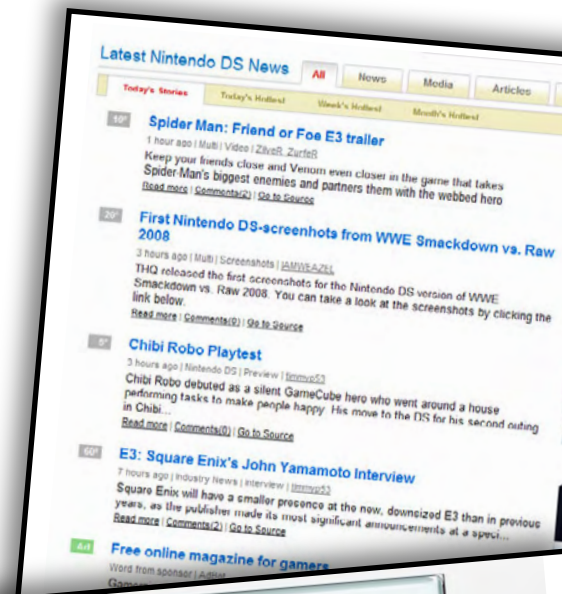 Latest Nintendo DS News
All News Media Articles
Today's Stories Today's Hottest Week's Hottest Month's Hottest
10°
Spider Man: Friend or Foe E3 trailer
1 hour ago | Multi | Video | ZilveR_ZurfeR
Keep your friends close and Venom even closer in the game that takes
Spider-Man's biggest enemies and partners them with the webbed hero
Read more | Comments(2) | Go to Source
20°
First Nintendo DS-screenhots from WWE Smackdown vs. Raw
2008
3 hours ago | Multi | Screenshots | IAMWEAZEL
THQ released the first screenshots for the Nintendo DS version of WWE
Smackdown vs. Raw 2008. You can take a look at the screenshots by clicking the
link below.
Read more | Comments(0) | Go to Source
5°
Chibi Robo Playtest
3 hours ago | Nintendo DS | Preview | timmyp53
Chibi Robo debuted as a silent GameCube hero who went around a house
performing tasks to make people happy. His move to the DS for his second outing
in Chibi...
Read more | Comments(0) | Go to Source
60°
E3: Square Enix's John Yamamoto Interview
7 hours ago | Industry News | Interview | timmyp53
Square Enix will have a smaller presence at the new, downsized E3 than in previous
years, as the publisher made its most significant announcements at a speci...
Read more | Comments(2) | Go to Source
Ad!
Free online magazine for gamers
Word from sponsor |